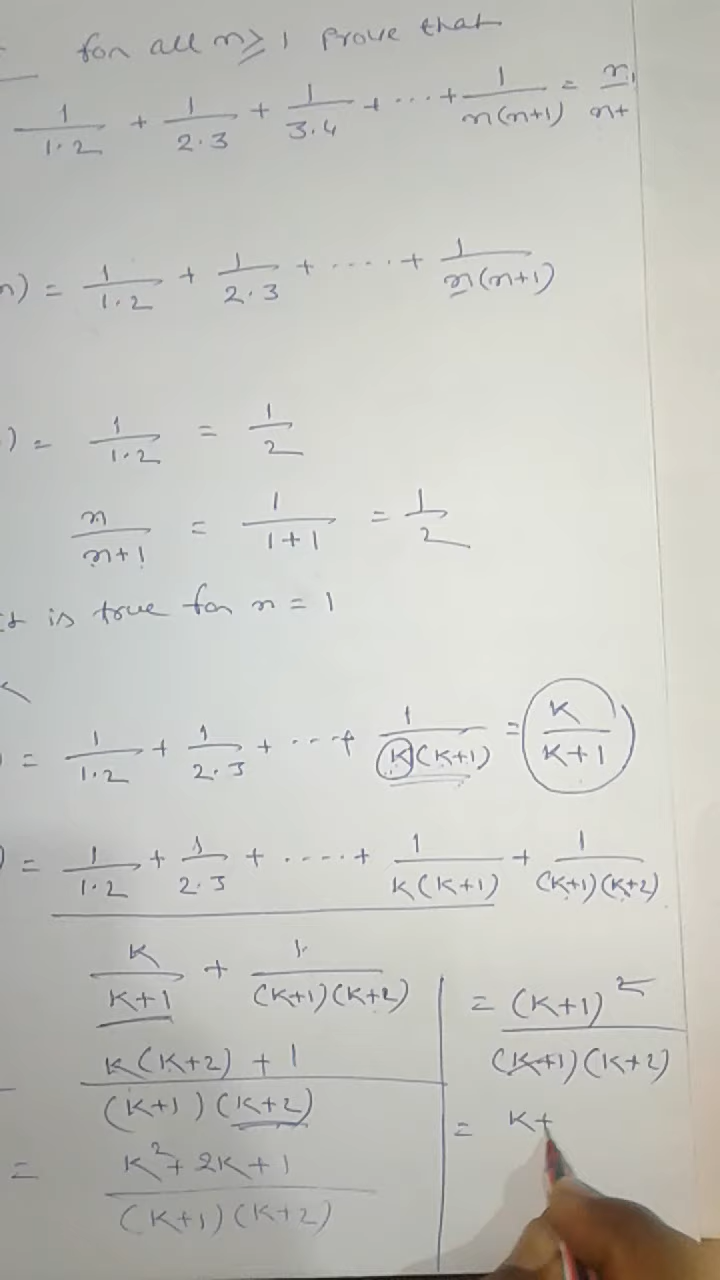 for all n ≥ 1 prove that
1/1·2 + 1/2·3 + 1/3·4 + ... + 1/n(n+1) = n/n+
n) = 1/1·2 + 1/2·3 + ..... + 1/n(n+1)
) = 1/1·2 = 1/2
n/n+1 = 1/1+1 = 1/2
it is true for n = 1
) = 1/1·2 + 1/2·3 + ... + 1/k(k+1) = k/k+1
) = 1/1·2 + 1/2·3 + ..... + 1/k(k+1) + 1/(k+1)(k+2)
k/k+1 + 1/(k+1)(k+2)
k(k+2) + 1/(k+1)(k+2)
= k²+2k+1/(k+1)(k+2)
= (k+1)²/(k+1)(k+2)
= k+